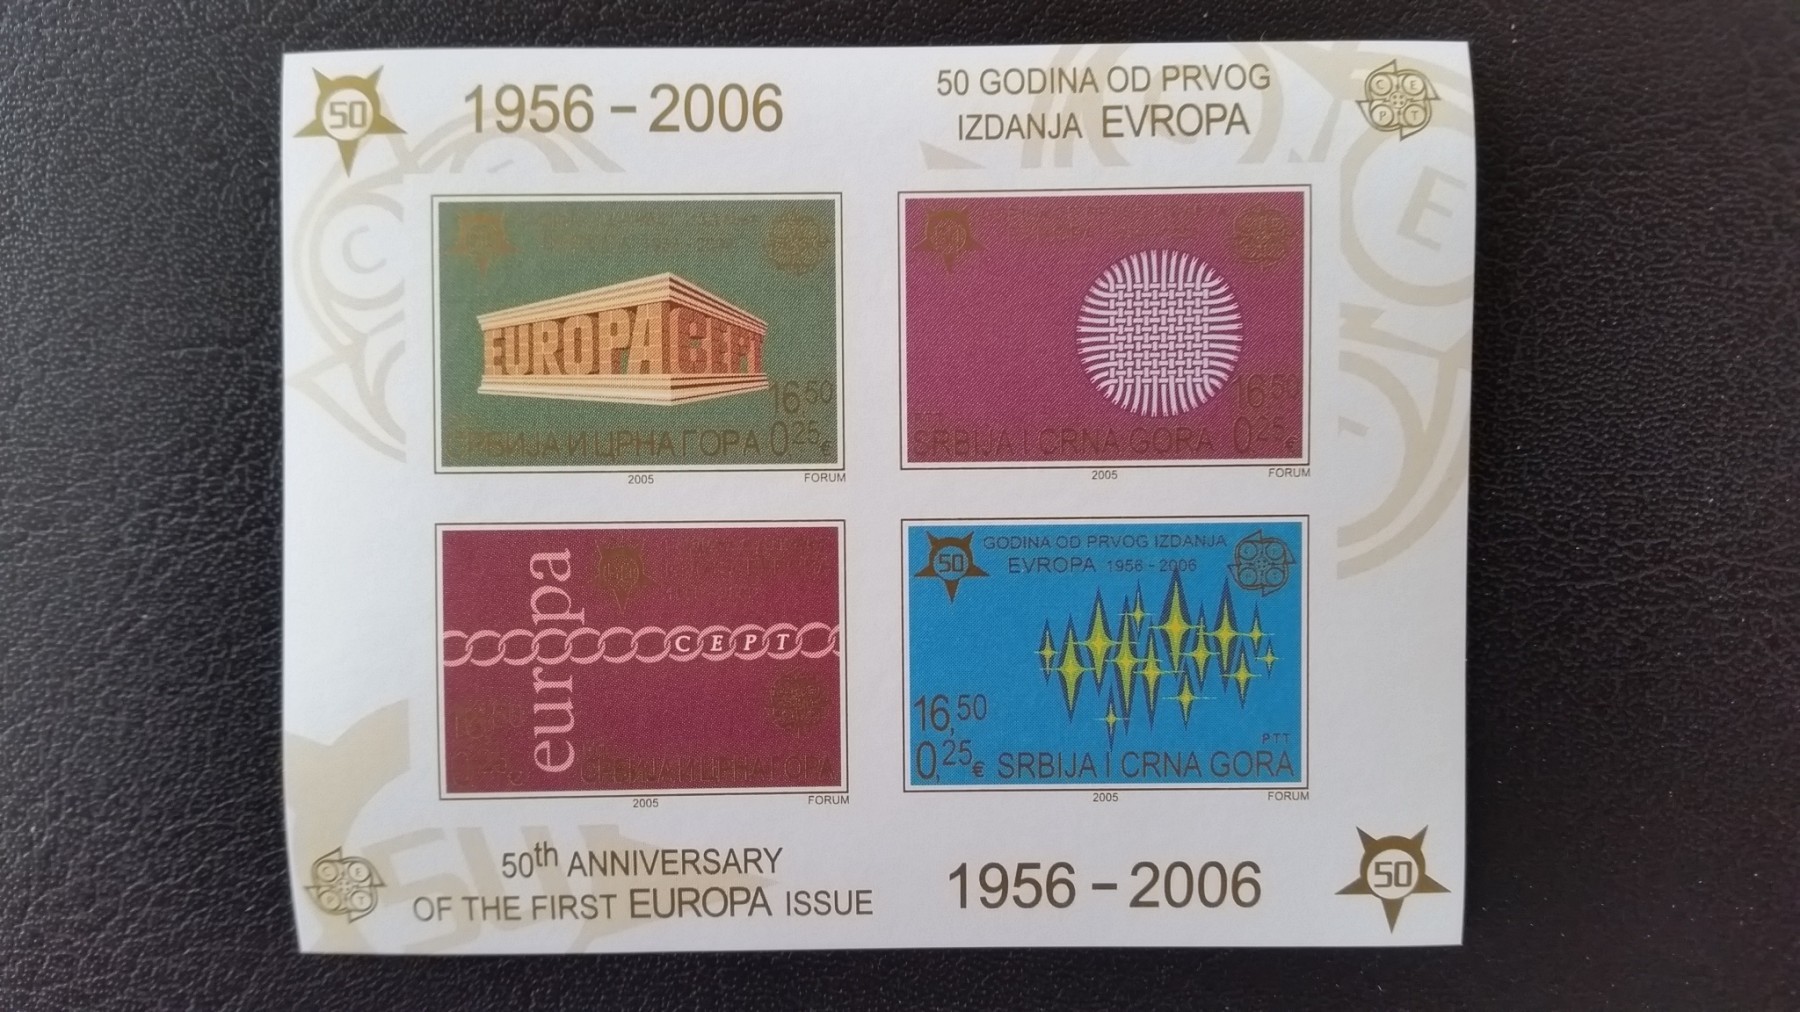 50
1956 – 2006
50 GODINA OD PRVOG
IZDANJA EVROPA
C E
P T
EUROPA CEPT
16,50
СРБИЈА И ЦРНА ГОРА 0,25€
2005
FORUM
16,50
SRBIJA I CRNA GORA 0,25€
2005
FORUM
europa
CEPT
СРБИЈА И ЦРНА ГОРА
2005
FORUM
50
GODINA OD PRVOG IZDANJA
EVROPA 1956 - 2006
C E
P T
16,50
PTT
0,25€ SRBIJA I CRNA GORA
2005
FORUM
C E
P T
50th ANNIVERSARY
OF THE FIRST EUROPA ISSUE
1956 – 2006
50